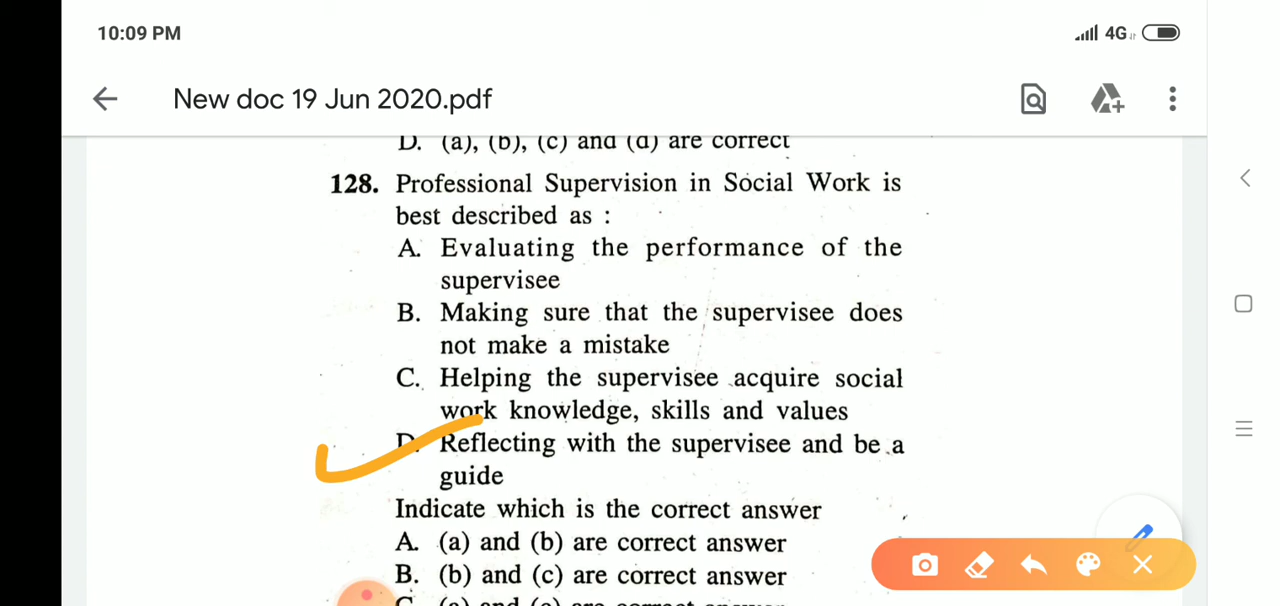 10:09 PM
4G
New doc 19 Jun 2020.pdf
D. (a), (b), (c) and (d) are correct
128. Professional Supervision in Social Work is
best described as :
A. Evaluating the performance of the
supervisee
B. Making sure that the supervisee does
not make a mistake
C. Helping the supervisee acquire social
work knowledge, skills and values
D. Reflecting with the supervisee and be a
guide
Indicate which is the correct answer
A. (a) and (b) are correct answer
B. (b) and (c) are correct answer